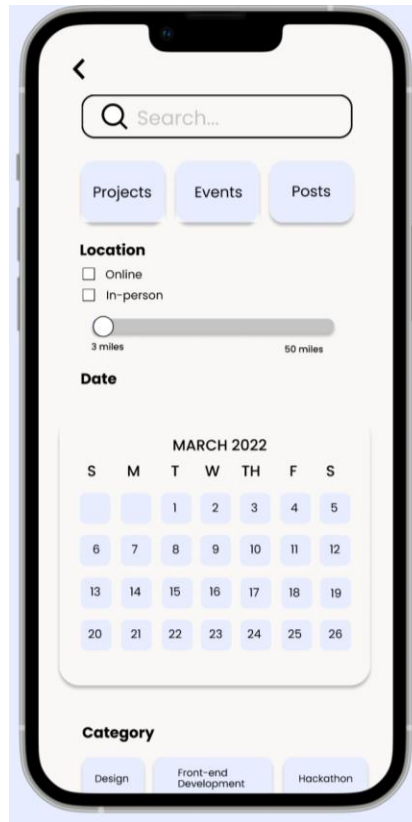 Search...
Projects Events Posts
Location
Online
In-person
3 miles 50 miles
Date
MARCH 2022
S M T W TH F S
1 2 3 4 5
6 7 8 9 10 11 12
13 14 15 16 17 18 19
20 21 22 23 24 25 26
Category
Design Front-end Hackathon
Development